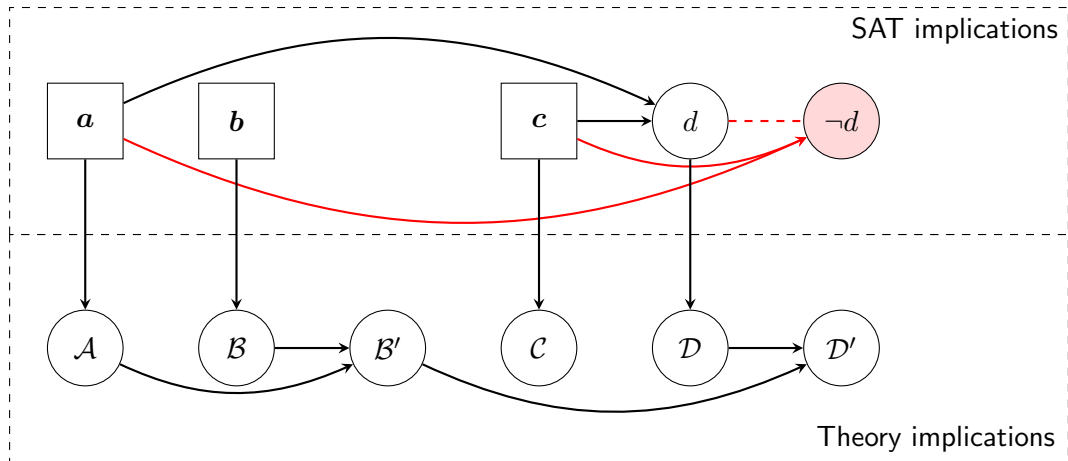 SAT implications
𝒂 𝒃 𝒄 d ¬d
𝒜 ℬ ℬ′ 𝒞 𝒟 𝒟′
Theory implications